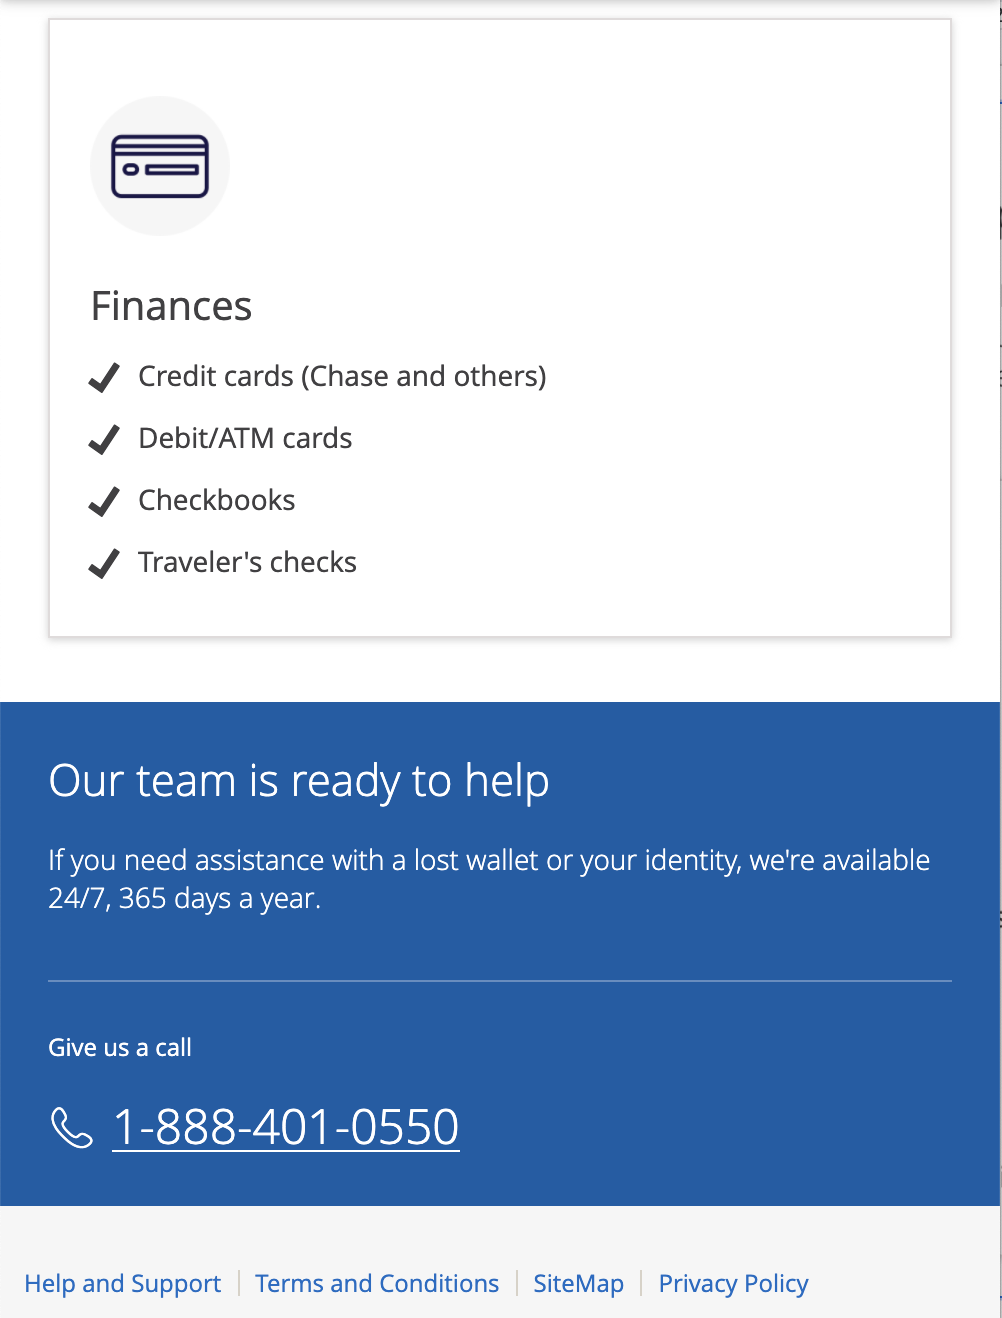 Finances
Credit cards (Chase and others)
Debit/ATM cards
Checkbooks
Traveler's checks
Our team is ready to help
If you need assistance with a lost wallet or your identity, we're available
24/7, 365 days a year.
Give us a call
1-888-401-0550
Help and Support
Terms and Conditions
SiteMap
Privacy Policy